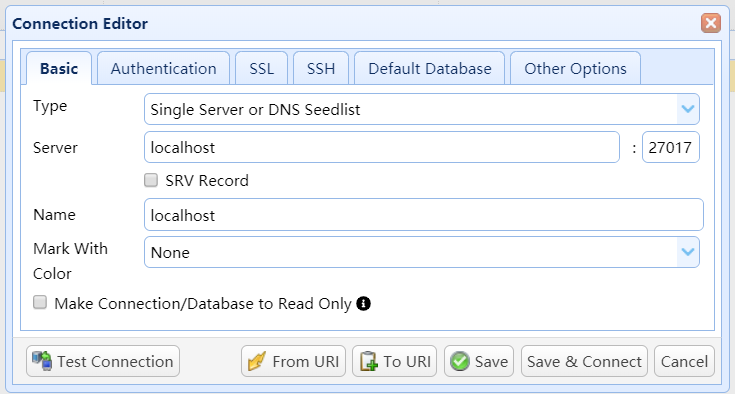 Connection Editor
Basic Authentication SSL SSH Default Database Other Options
Type Single Server or DNS Seedlist
Server localhost : 27017
SRV Record
Name localhost
Mark With Color None
Make Connection/Database to Read Only
Test Connection From URI To URI Save Save & Connect Cancel